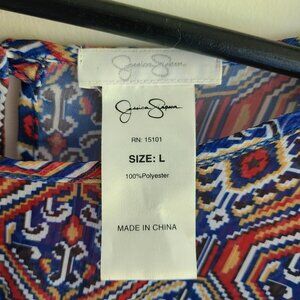 Jessica Simpson
Jessica Simpson
RN: 15101
SIZE: L
100%Polyester
MADE IN CHINA